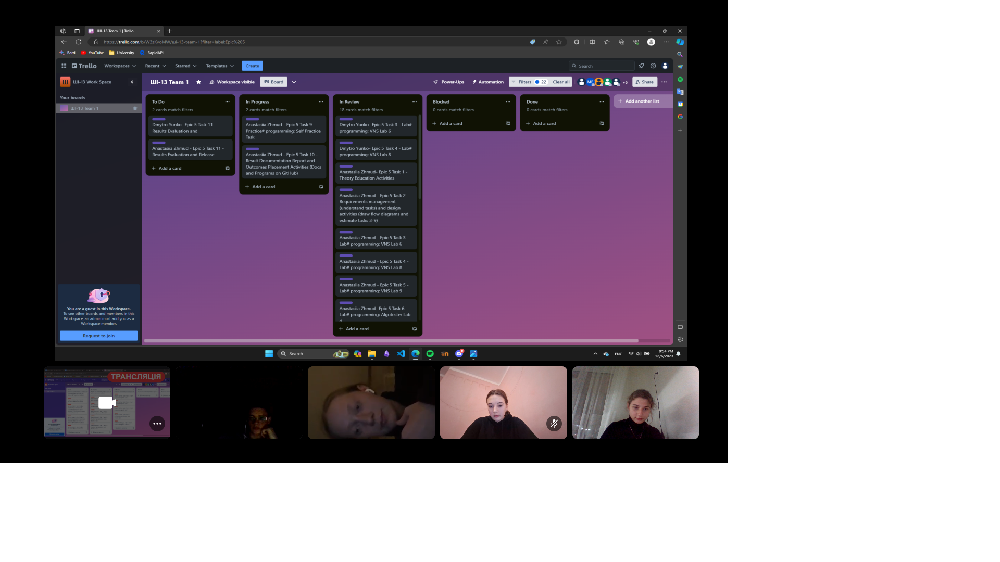 ШІ-13 Team 1 | Trello
https://trello.com/b/W3zKvoMW/ші-13-team-1?filter=label:Epic%205
Bard YouTube University RapidAPI
Trello Workspaces Recent Starred Templates Create Search
Ш ШІ-13 Work Space
ШІ-13 Team 1 Workspace visible Board Power-Ups Automation Filters 22 Clear all MF +5 Share
Your boards
ШІ-13 Team 1
To Do
2 cards match filters
Dmytro Yunko- Epic 5 Task 11 -
Results Evaluation and
Anastasiia Zhmud - Epic 5 Task 11 -
Results Evaluation and Release
Add a card
In Progress
2 cards match filters
Anastasiia Zhmud - Epic 5 Task 9 -
Practice# programming: Self Practice
Task
Anastasiia Zhmud - Epic 5 Task 10 -
Result Documentation Report and
Outcomes Placement Activities (Docs
and Programs on GitHub)
Add a card
In Review
18 cards match filters
Dmytro Yunko- Epic 5 Task 3 - Lab#
programming: VNS Lab 6
Dmytro Yunko- Epic 5 Task 4 - Lab#
programming: VNS Lab 8
Anastasiia Zhmud- Epic 5 Task 1 -
Theory Education Activities
Anastasiia Zhmud - Epic 5 Task 2 -
Requirements management
(understand tasks) and design
activities (draw flow diagrams and
estimate tasks 3-9)
Anastasiia Zhmud - Epic 5 Task 3 -
Lab# programming: VNS Lab 6
Anastasiia Zhmud - Epic 5 Task 4 -
Lab# programming: VNS Lab 8
Anastasiia Zhmud - Epic 5 Task 5 -
Lab# programming: VNS Lab 9
Anastasiia Zhmud- Epic 5 Task 6 -
Lab# programming: Algotester Lab
4
Add a card
Blocked
0 cards match filters
Add a card
Done
0 cards match filters
Add a card
Add another list
You are a guest in this Workspace.
To see other boards and members in this
Workspace, an admin must add you as a
Workspace member.
Request to join
Search
ENG
9:54 PM
12/6/2023
ТРАНСЛЯЦІЯ